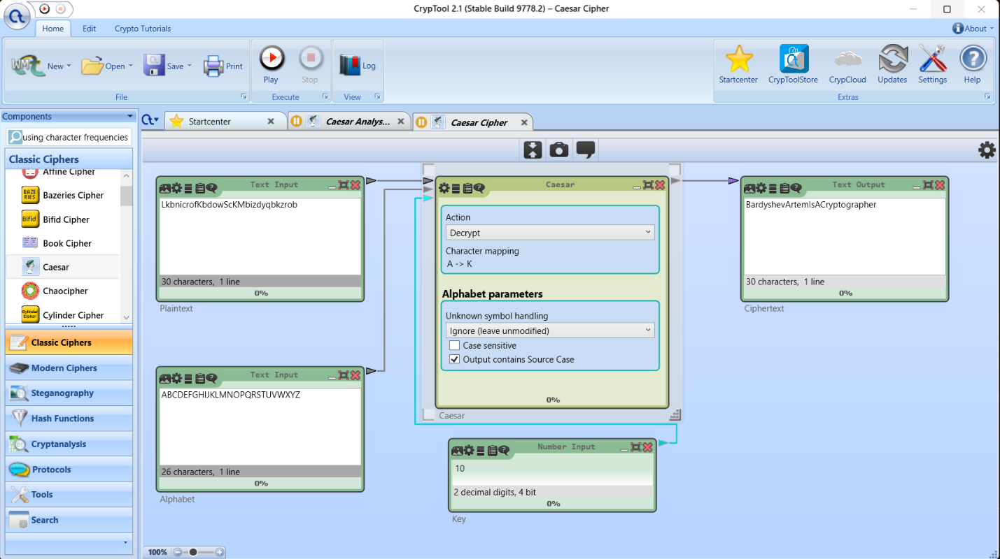 CrypTool 2.1 (Stable Build 9778.2) – Caesar Cipher
Home Edit Crypto Tutorials About
New Open Save Print Play Stop Log Startcenter CrypToolStore CrypCloud Updates Settings Help
File Execute View Extras
Components
Startcenter Caesar Analys... Caesar Cipher
using character frequencies
Classic Ciphers
Affine Cipher
BAZE RIES Bazeries Cipher
Bifid Bifid Cipher
Book Cipher
Caesar
Chaocipher
Cylinder Cipher Cylinder Cipher
Classic Ciphers
Modern Ciphers
Steganography
Hash Functions
Cryptanalysis
Protocols
Tools
Search
Text Input
LkbnicrofKbdowScKMbizdyqbkzrob
30 characters, 1 line
0%
Plaintext
Text Input
ABCDEFGHIJKLMNOPQRSTUVWXYZ
26 characters, 1 line
0%
Alphabet
Caesar
Action
Decrypt
Character mapping
A -> K
Alphabet parameters
Unknown symbol handling
Ignore (leave unmodified)
Case sensitive
Output contains Source Case
0%
Caesar
Number Input
10
2 decimal digits, 4 bit
0%
Key
Text Output
BardyshevArtemIsACryptographer
30 characters, 1 line
0%
Ciphertext
100%